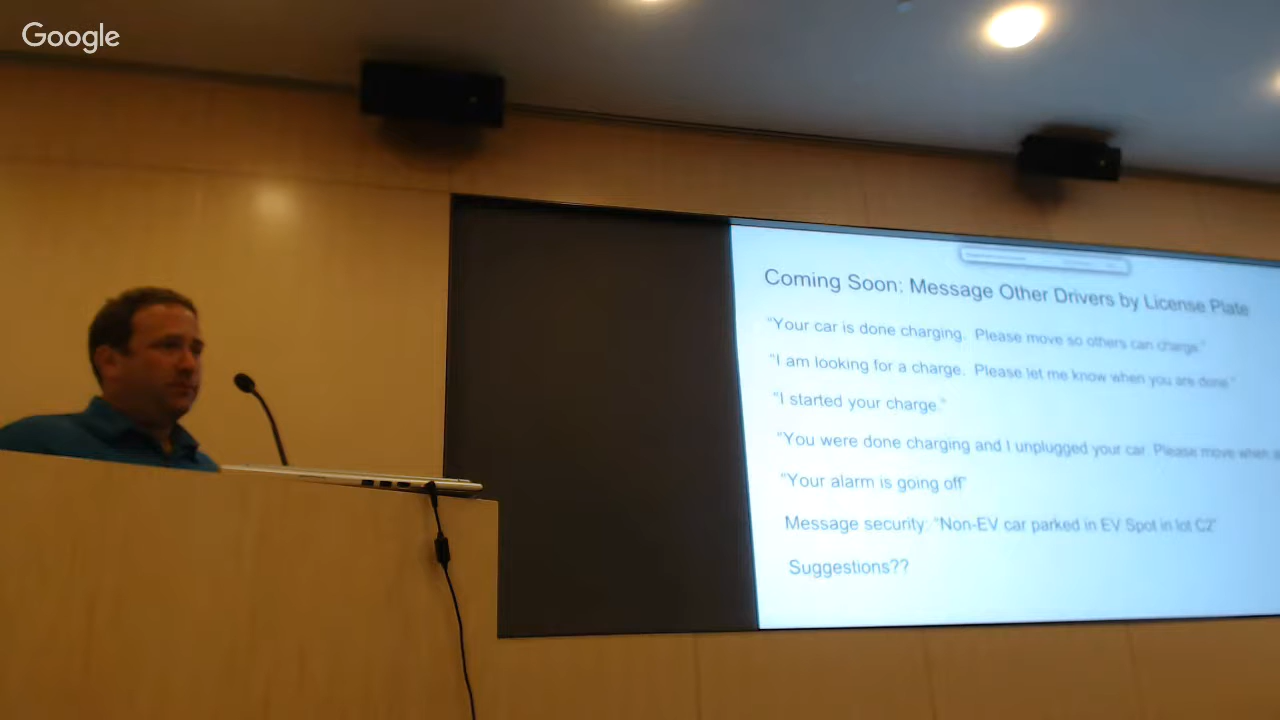 Google
Coming Soon: Message Other Drivers by License Plate
"Your car is done charging. Please move so others can charge."
"I am looking for a charge. Please let me know when you are done."
"I started your charge."
"You were done charging and I unplugged your car. Please move when
"Your alarm is going off"
Message security: "Non-EV car parked in EV Spot in lot C2"
Suggestions??